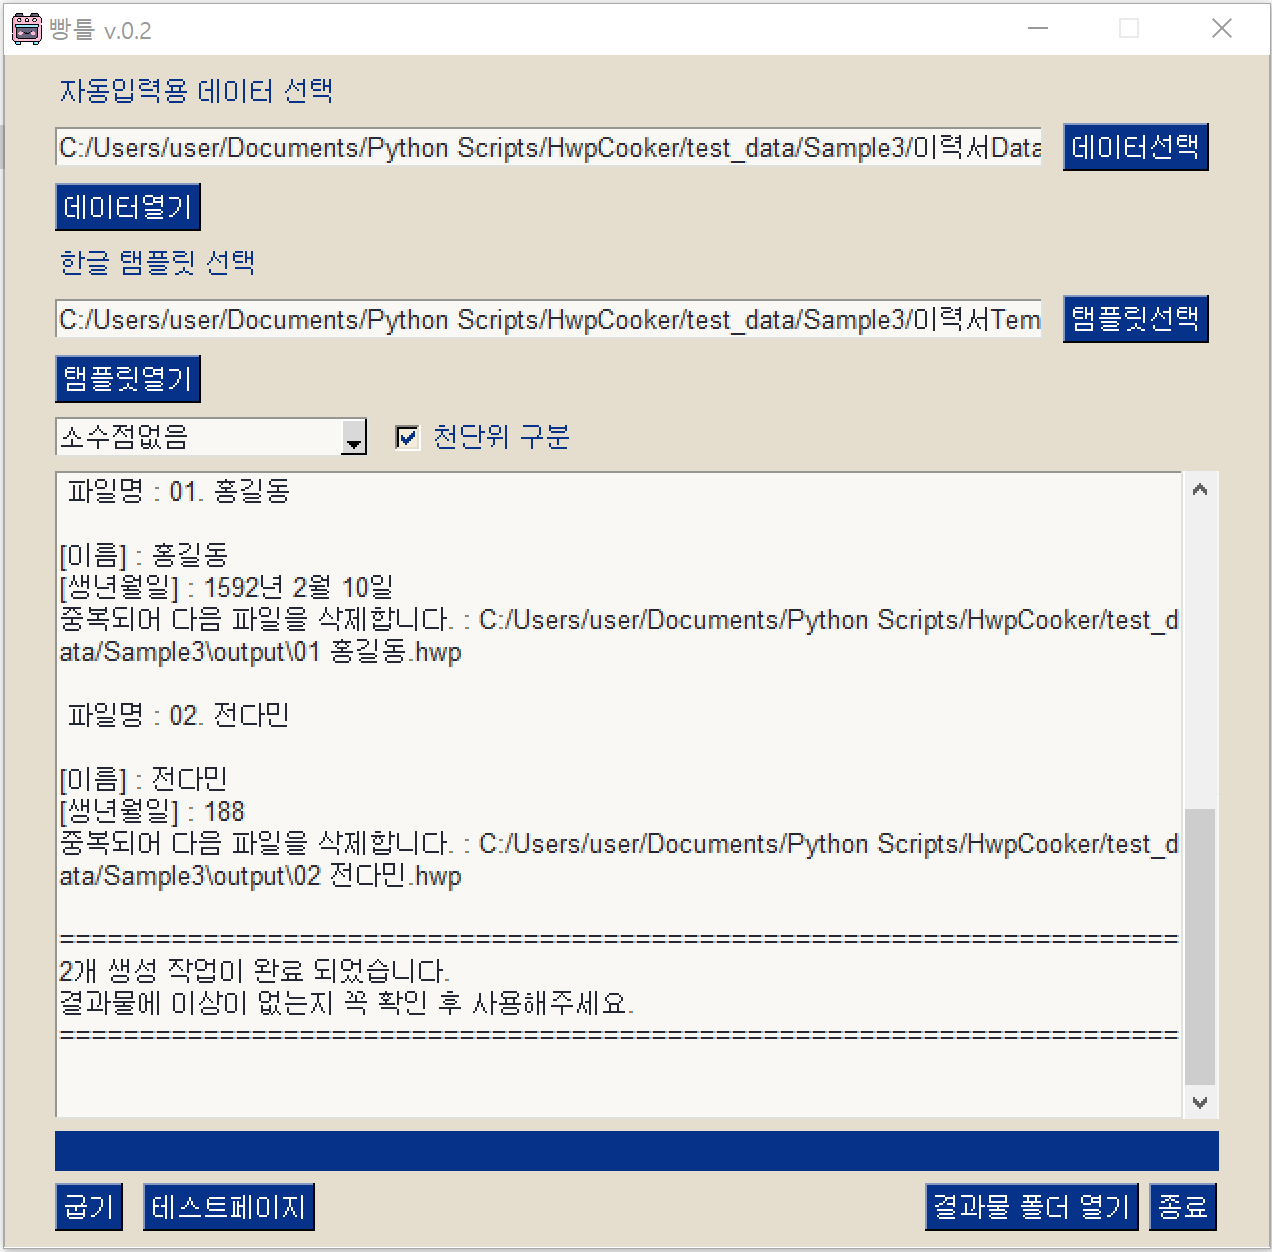 빵틀 v.0.2
자동입력용 데이터 선택
C:/Users/user/Documents/Python Scripts/HwpCooker/test_data/Sample3/이력서Data
데이터선택
데이터열기
한글 탬플릿 선택
C:/Users/user/Documents/Python Scripts/HwpCooker/test_data/Sample3/이력서Tem
탬플릿선택
탬플릿열기
소수점없음
천단위 구분
파일명 : 01. 홍길동
[이름] : 홍길동
[생년월일] : 1592년 2월 10일
중복되어 다음 파일을 삭제합니다. : C:/Users/user/Documents/Python Scripts/HwpCooker/test_d
ata/Sample3\output\01 홍길동.hwp
파일명 : 02. 전다민
[이름] : 전다민
[생년월일] : 188
중복되어 다음 파일을 삭제합니다. : C:/Users/user/Documents/Python Scripts/HwpCooker/test_d
ata/Sample3\output\02 전다민.hwp
======================================================================
2개 생성 작업이 완료 되었습니다.
결과물에 이상이 없는지 꼭 확인 후 사용해주세요.
======================================================================
굽기
테스트페이지
결과물 폴더 열기
종료